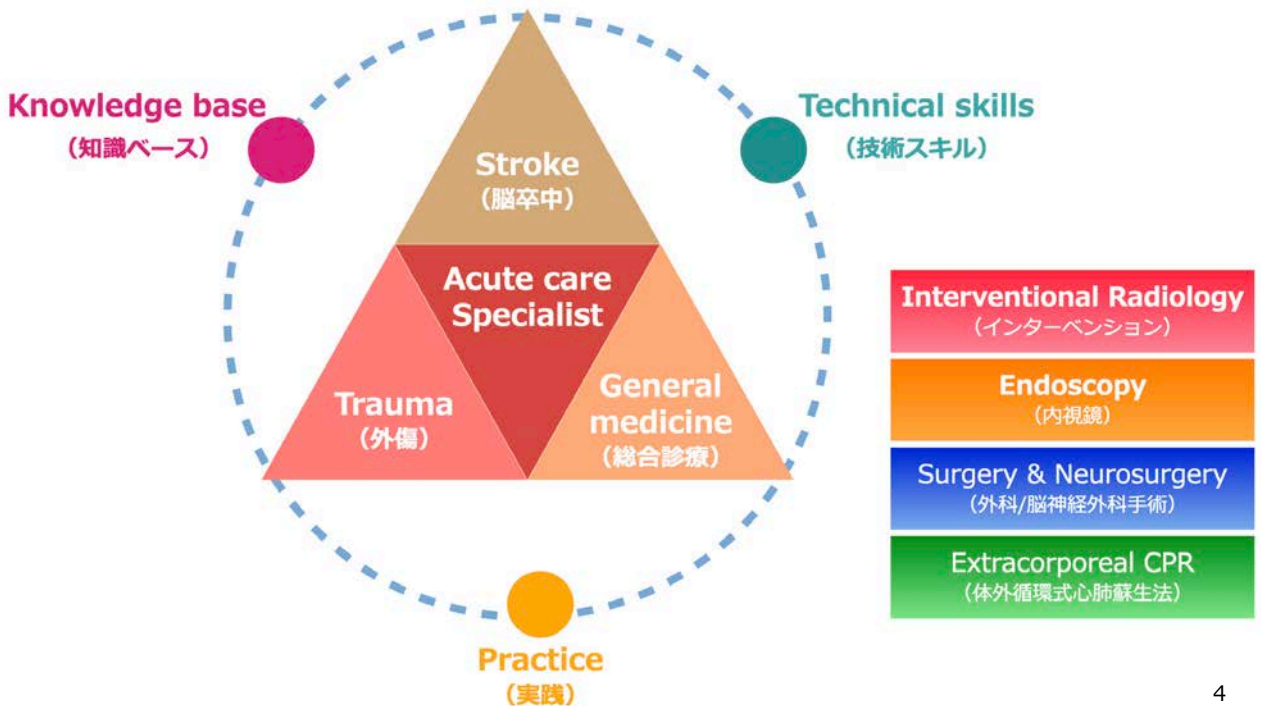 Knowledge base
（知識ベース）
Technical skills
（技術スキル）
Stroke
（脳卒中）
Acute care
Specialist
Trauma
（外傷）
General
medicine
（総合診療）
Interventional Radiology
（インターベンション）
Endoscopy
（内視鏡）
Surgery & Neurosurgery
（外科/脳神経外科手術）
Extracorporeal CPR
（体外循環式心肺蘇生法）
Practice
（実践）
4